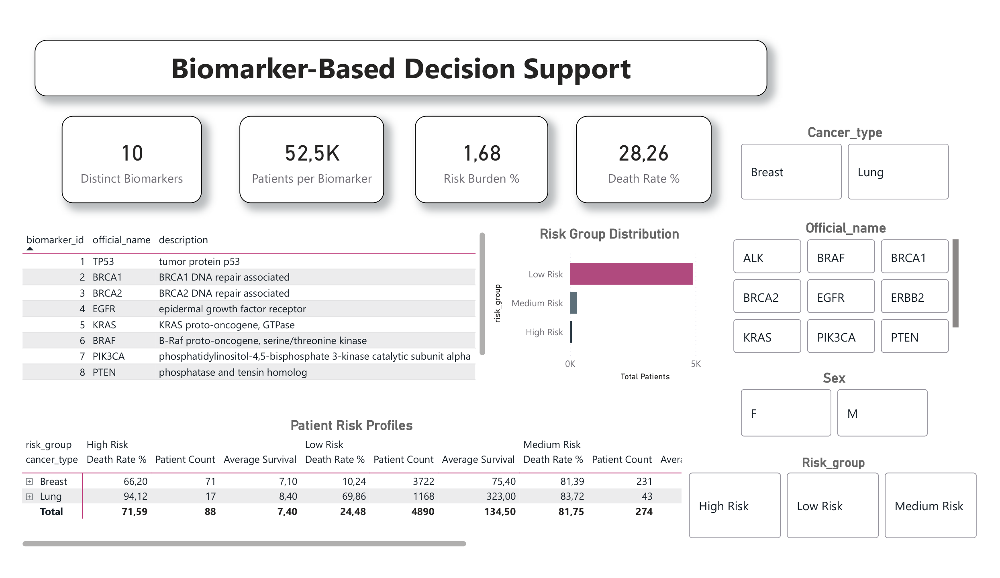 Biomarker-Based Decision Support
10
Distinct Biomarkers
52,5K
Patients per Biomarker
1,68
Risk Burden %
28,26
Death Rate %
Cancer_type
Breast
Lung
biomarker_id official_name description
1 TP53 tumor protein p53
2 BRCA1 BRCA1 DNA repair associated
3 BRCA2 BRCA2 DNA repair associated
4 EGFR epidermal growth factor receptor
5 KRAS KRAS proto-oncogene, GTPase
6 BRAF B-Raf proto-oncogene, serine/threonine kinase
7 PIK3CA phosphatidylinositol-4,5-bisphosphate 3-kinase catalytic subunit alpha
8 PTEN phosphatase and tensin homolog
Risk Group Distribution
risk_group
Low Risk
Medium Risk
High Risk
0K 5K
Total Patients
Official_name
ALK BRAF BRCA1
BRCA2 EGFR ERBB2
KRAS PIK3CA PTEN
Sex
F M
Patient Risk Profiles
risk_group High Risk Low Risk Medium Risk
cancer_type Death Rate % Patient Count Average Survival Death Rate % Patient Count Average Survival Death Rate % Patient Count Avera
Breast 66,20 71 7,10 10,24 3722 75,40 81,39 231
Lung 94,12 17 8,40 69,86 1168 323,00 83,72 43
Total 71,59 88 7,40 24,48 4890 134,50 81,75 274
Risk_group
High Risk Low Risk Medium Risk